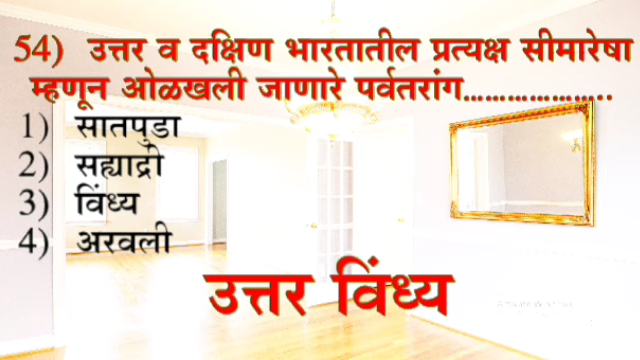 54) उत्तर व दक्षिण भारतातील प्रत्यक्ष सीमारेषा
म्हणून ओळखली जाणारे पर्वतरांग...................
1) सातपुडा
2) सह्याद्री
3) विंध्य
4) अरवली
उत्तर विंध्य